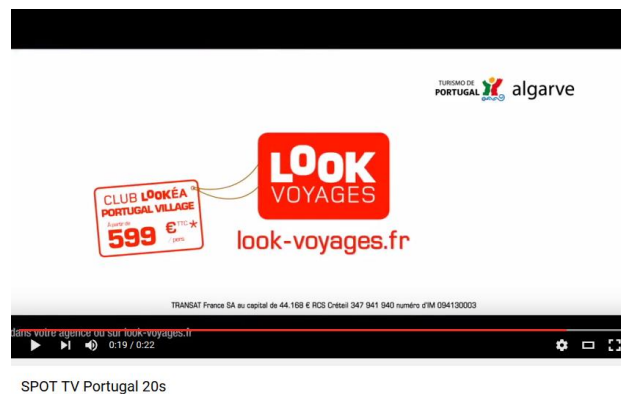 TURISMO DE
PORTUGAL algarve
LOOK
VOYAGES
CLUB LOOKÉA
PORTUGAL VILLAGE
À partir de
599 €TTC*
/ pers.
look-voyages.fr
TRANSAT France SA au capital de 44.168 € RCS Créteil 347 941 940 numéro d'IM 094130003
dans votre agence ou sur look-voyages.fr
0:19 / 0:22
SPOT TV Portugal 20s